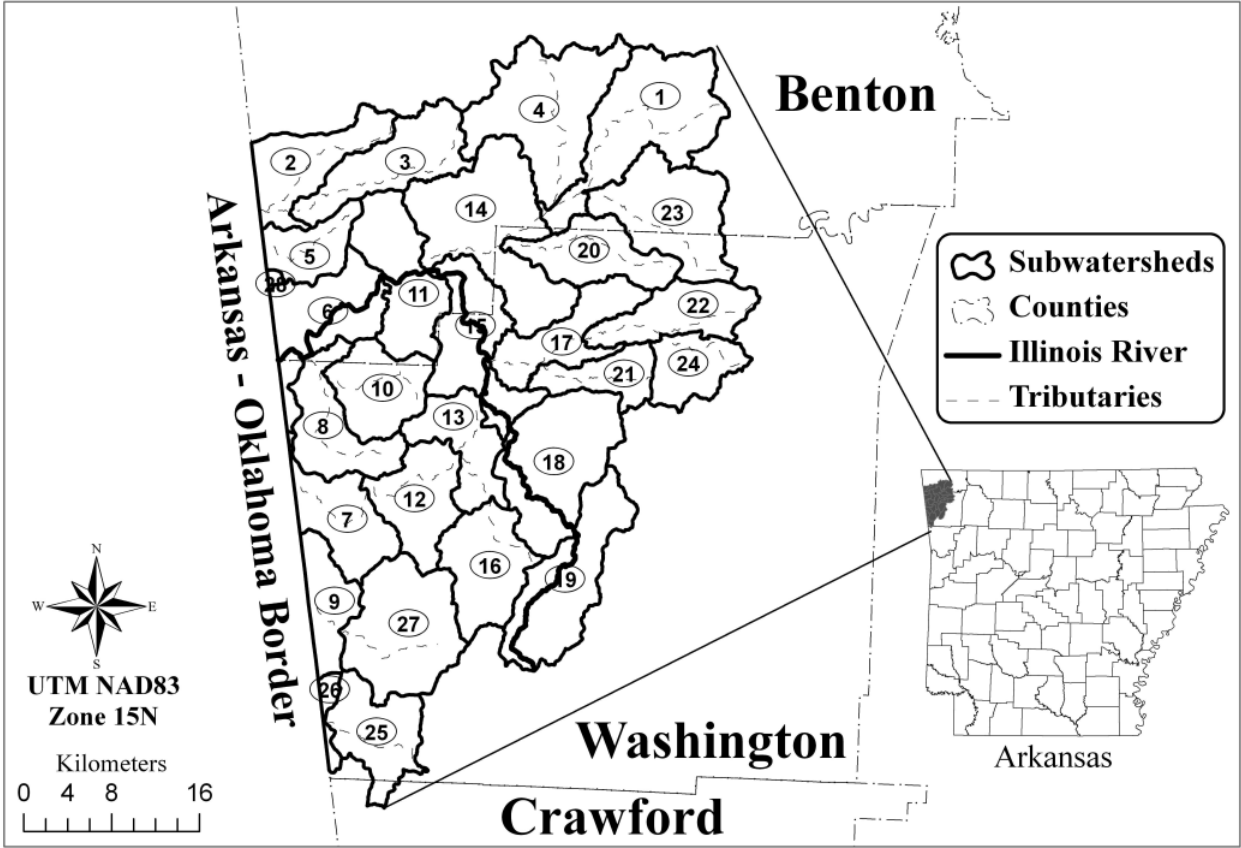 Benton
1
4
2
3
14
23
5
20
28
6
11
22
15
17
21
24
10
13
8
18
12
7
16
19
9
27
26
25
Arkansas - Oklahoma Border
Subwatersheds
Counties
Illinois River
Tributaries
N
W E
S
UTM NAD83
Zone 15N
Kilometers
0 4 8 16
Washington
Crawford
Arkansas